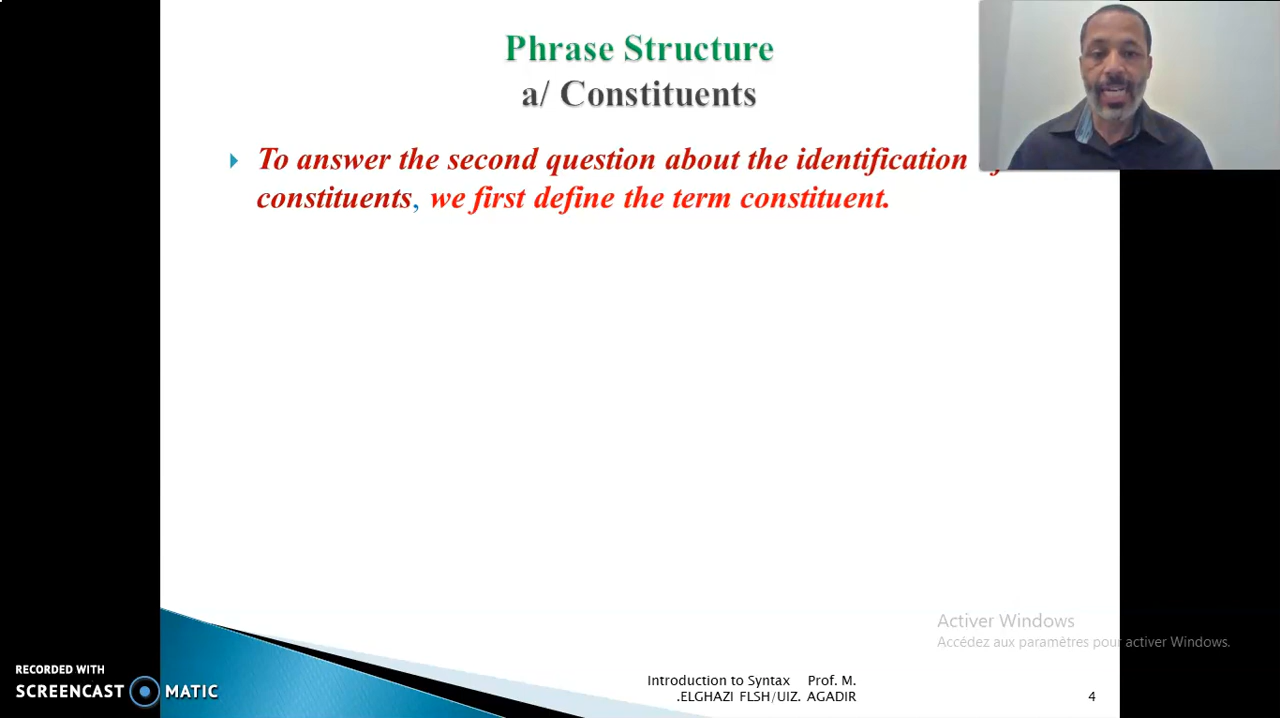 Phrase Structure
a/ Constituents
To answer the second question about the identification
constituents, we first define the term constituent.
Activer Windows
Accédez aux paramètres pour activer Windows.
RECORDED WITH
SCREENCAST MATIC
Introduction to Syntax Prof. M.
.ELGHAZI FLSH/UIZ. AGADIR
4